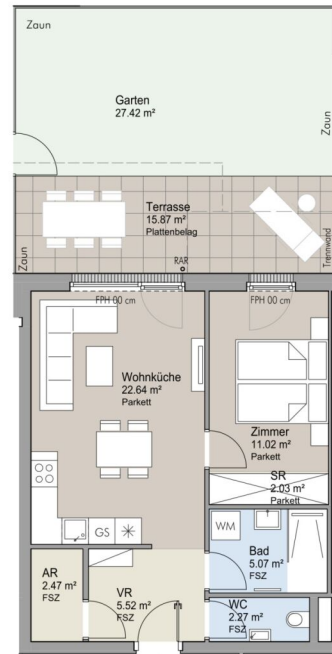 Zaun
Garten
27.42 m²
Zaun
Terrasse
15.87 m²
Plattenbelag
Zaun
RAR
Trennwand
FPH 00 cm
FPH 00 cm
Wohnküche
22.64 m²
Parkett
Zimmer
11.02 m²
Parkett
SR
2.03 m²
Parkett
GS
WM
Bad
5.07 m²
FSZ
AR
2.47 m²
FSZ
VR
5.52 m²
FSZ
WC
2.27 m²
FSZ